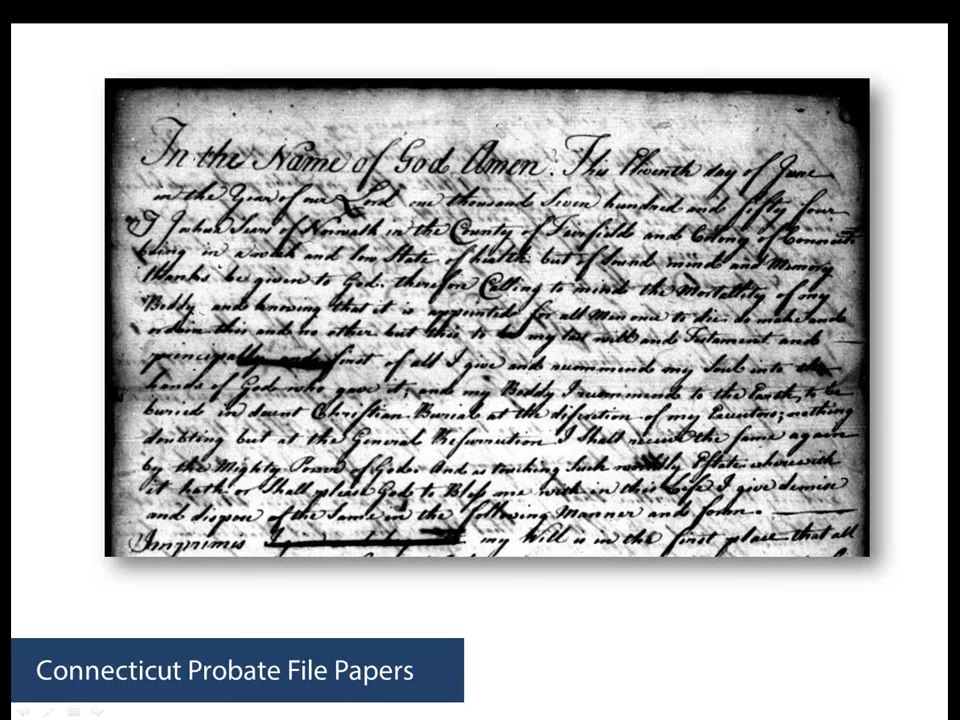 In the Name of God Amen. This Eleventh day of June
in the Year of our Lord one thousand Seven hundred and fifty four
I Joshua of Norwalk in the County of Fairfield and Colony of Connecti
being in a weak and low State of health but of Sound mind and Memory
thanks be given to God: therefore Calling to mind the Mortallity of my
Boddy and knowing that it is appointed for all Men once to die: do make and
ordain this and no other but this to be my last will and Testament and
principally first of all I give and recommend my Soul into the
hands of God who gave it, and my Boddy I recommend to the Earth, to be
buried in decent Christian Burial at the discretion of my Executors; nothing
doubting but at the General Resurrection I Shall receive the same again
by the Mighty Power of God: And as touching Such worldly Estate wherewith
it hath or Shall please God to Bless me with in this Life I give demise
and dispose of the Same in the following Manner and form.
Imprimis my Will is in the first place that all
Connecticut Probate File Papers